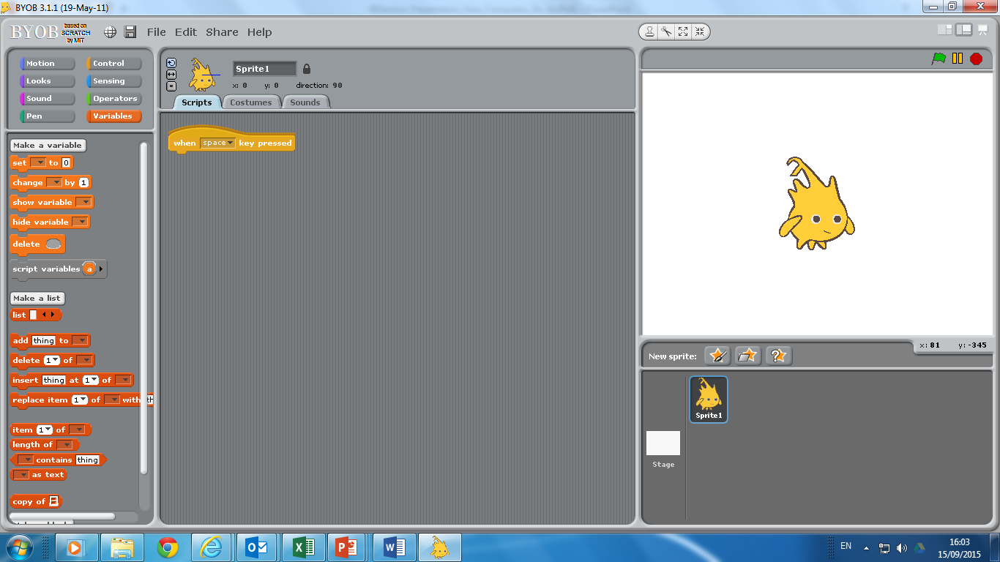 BYOB 3.1.1 (19-May-11)
BYOB based on SCRATCH by MIT
File Edit Share Help
Motion Control
Looks Sensing
Sound Operators
Pen Variables
Make a variable
set to 0
change by 1
show variable
hide variable
delete
script variables a
Make a list
list
add thing to
delete 1 of
insert thing at 1 of
replace item 1 of with th
item 1 of
length of
contains thing
as text
copy of
Sprite1
x: 0 y: 0 direction: 90
Scripts Costumes Sounds
when space key pressed
x: 81 y: -345
New sprite:
Sprite1
Stage
EN
16:03
15/09/2015